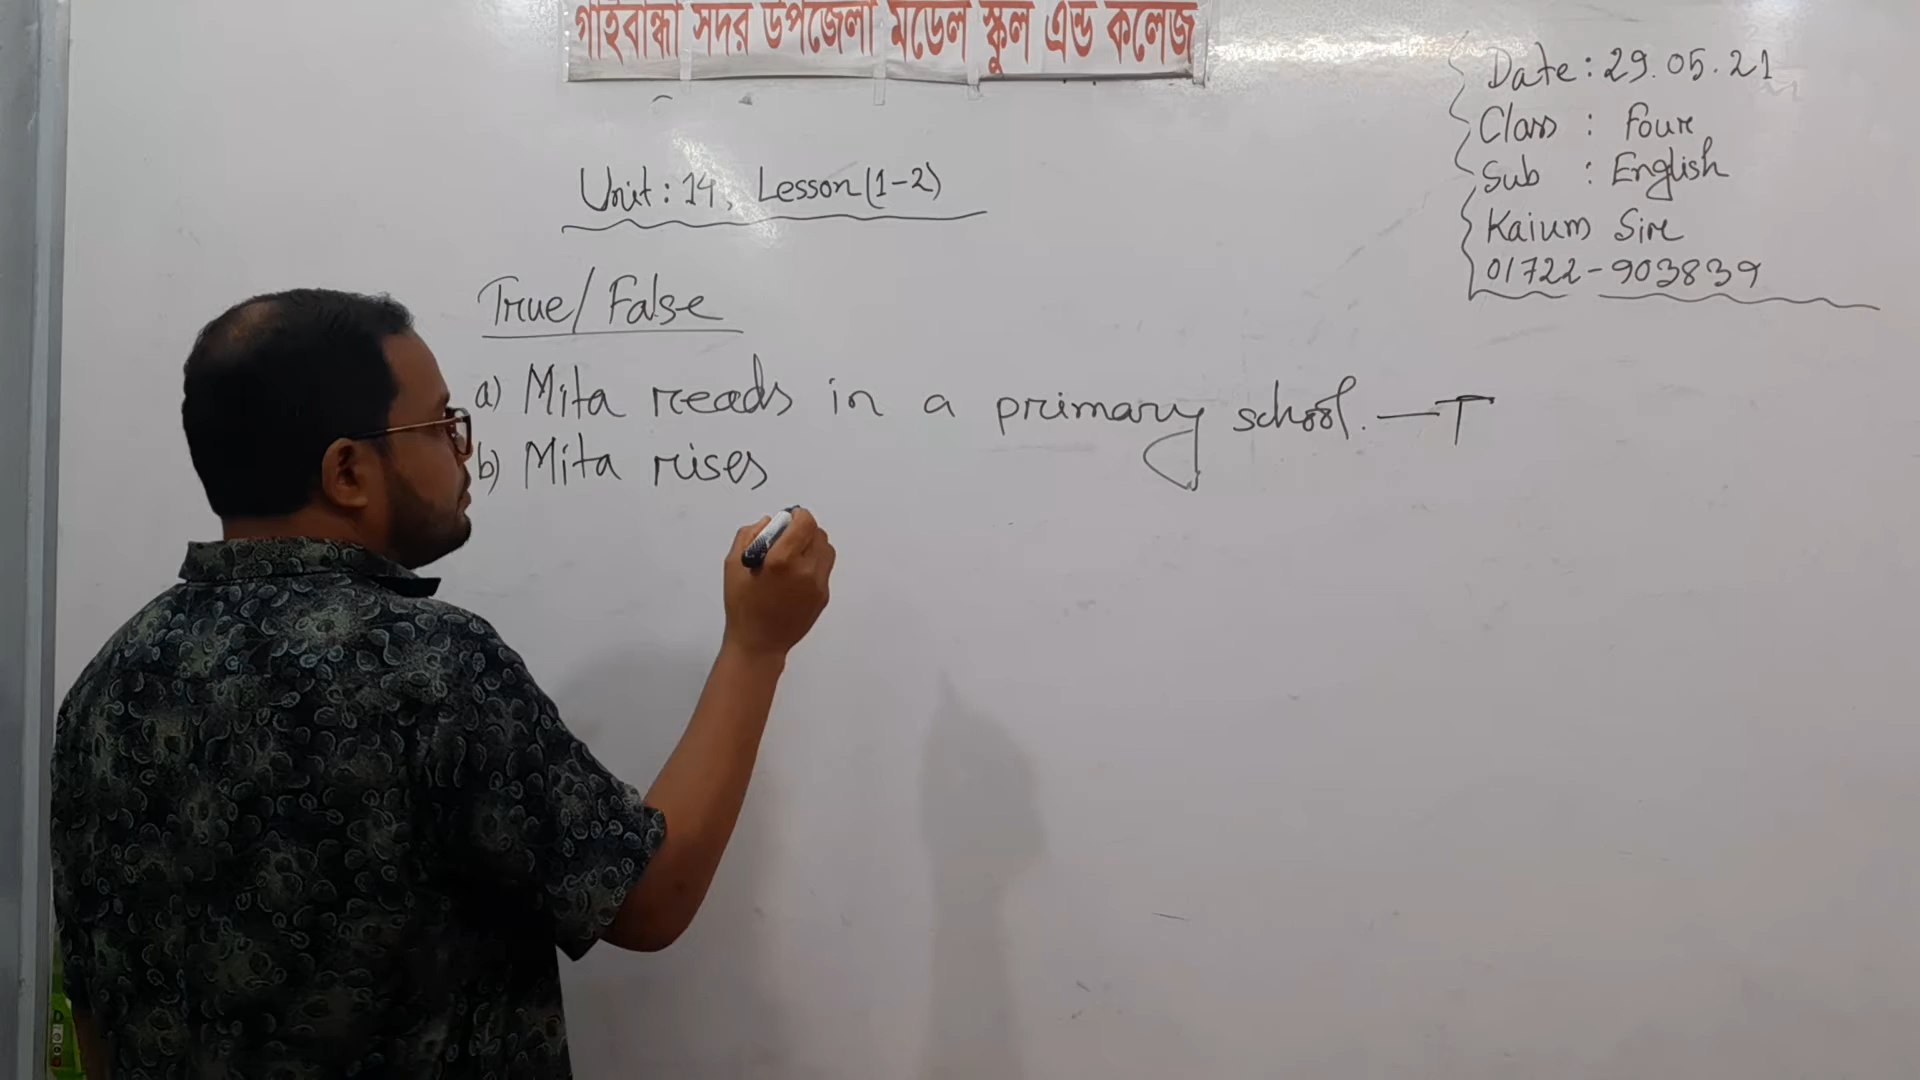 গাইবান্ধা সদর উপজেলা মডেল স্কুল এন্ড কলেজ
Date: 29.05.21
Class : Four
Sub : English
Kaium Sir
01722-903839
Unit: 14, Lesson (1-2)
True/False
a) Mita reads in a primary school. — T
b) Mita rises